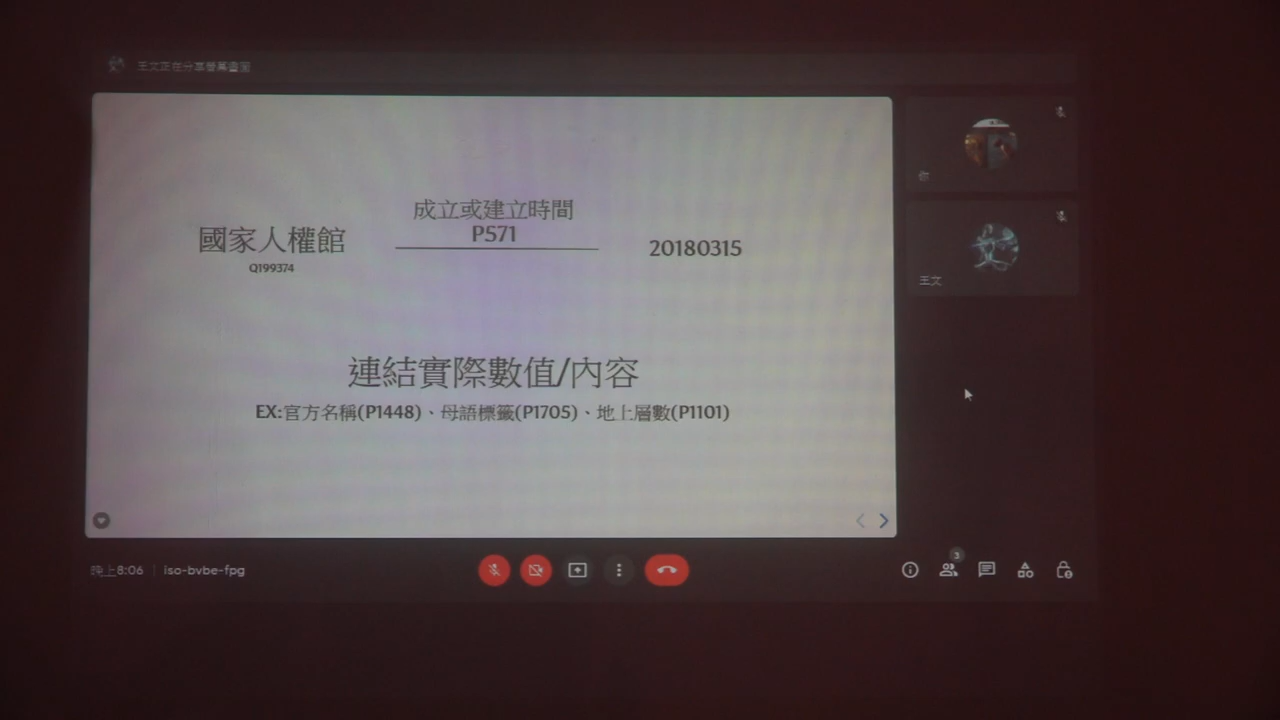 王文正在分享螢幕畫面
成立或建立時間
P571
國家人權館
Q199374
20180315
連結實際數值/內容
EX:官方名稱(P1448)、母語標籤(P1705)、地上層數(P1101)
你
王文
晚上8:06
iso-bvbe-fpg
3